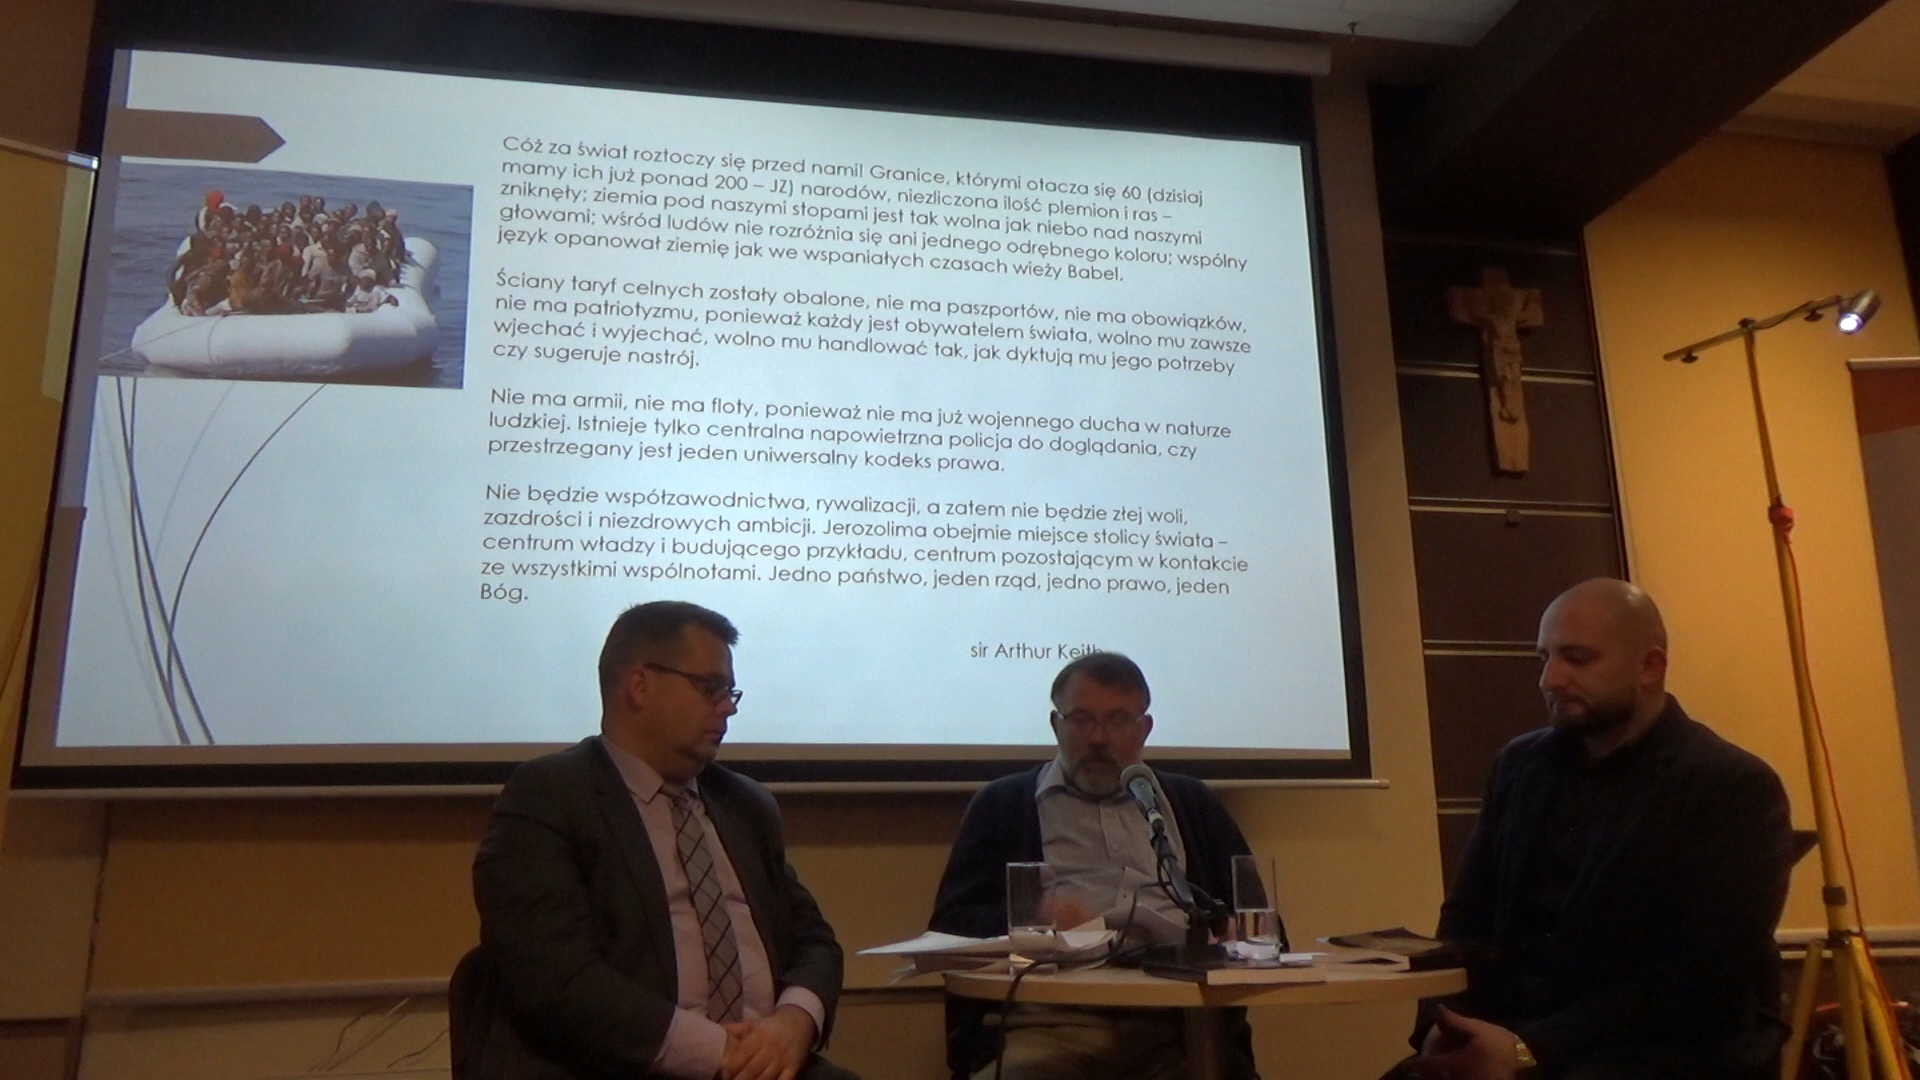 Cóż za świat roztoczy się przed nami! Granice, którymi otacza się 60 (dzisiaj
mamy ich już ponad 200 – JZ) narodów, niezliczona ilość plemion i ras –
zniknęły; ziemia pod naszymi stopami jest tak wolna jak niebo nad naszymi
głowami; wśród ludów nie rozróżnia się ani jednego odrębnego koloru; wspólny
język opanował ziemię jak we wspaniałych czasach wieży Babel.
Ściany taryf celnych zostały obalone, nie ma paszportów, nie ma obowiązków,
nie ma patriotyzmu, ponieważ każdy jest obywatelem świata, wolno mu zawsze
wjechać i wyjechać, wolno mu handlować tak, jak dyktują mu jego potrzeby
czy sugeruje nastrój.
Nie ma armii, nie ma floty, ponieważ nie ma już wojennego ducha w naturze
ludzkiej. Istnieje tylko centralna napowietrzna policja do doglądania, czy
przestrzegany jest jeden uniwersalny kodeks prawa.
Nie będzie współzawodnictwa, rywalizacji, a zatem nie będzie złej woli,
zazdrości i niezdrowych ambicji. Jerozolima obejmie miejsce stolicy świata –
centrum władzy i budującego przykładu, centrum pozostającym w kontakcie
ze wszystkimi wspólnotami. Jedno państwo, jeden rząd, jedno prawo, jeden
Bóg.
sir Arthur Keith